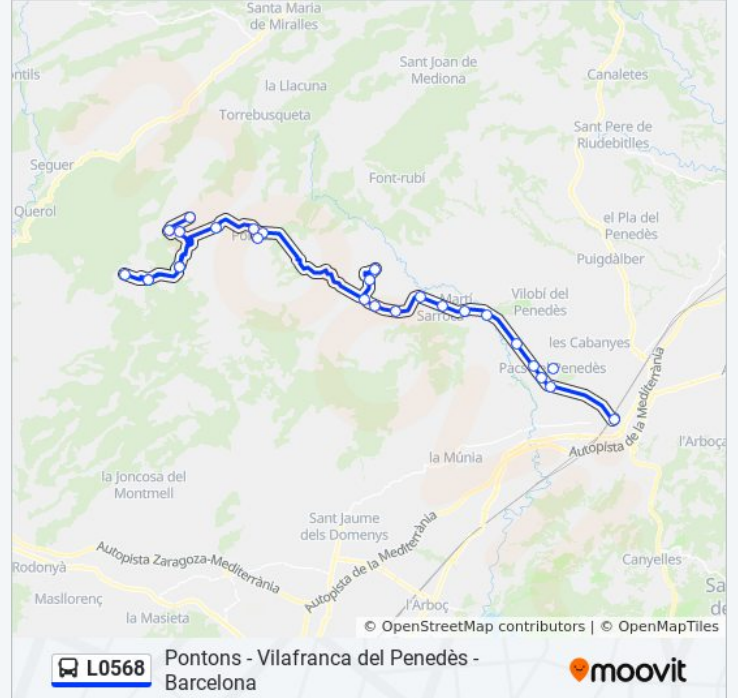 Santa Maria
de Miralles
ntils
Sant Joan de
Mediona
Canaletes
la Llacuna
Torrebusqueta
Sant Pere de
Riudebitlles
Seguer
Font-rubí
Querol
el Pla del
Penedès
Puigdàlber
Martí
Sarroca
Vilobí del
Penedès
les Cabanyes
Autopista de la Mediterrània
l'Arboç
la Múnia
la Joncosa del
Montmell
Sant Jaume
dels Domenys
Autopista de la Mediterrània
Autopista Zaragoza-Mediterrània
Rodonyà
Canyelles
Masllorenç
l'Arboç
la Masieta
© OpenStreetMap contributors | © OpenMapTiles
L0568
Pontons - Vilafranca del Penedès -
Barcelona
moovit